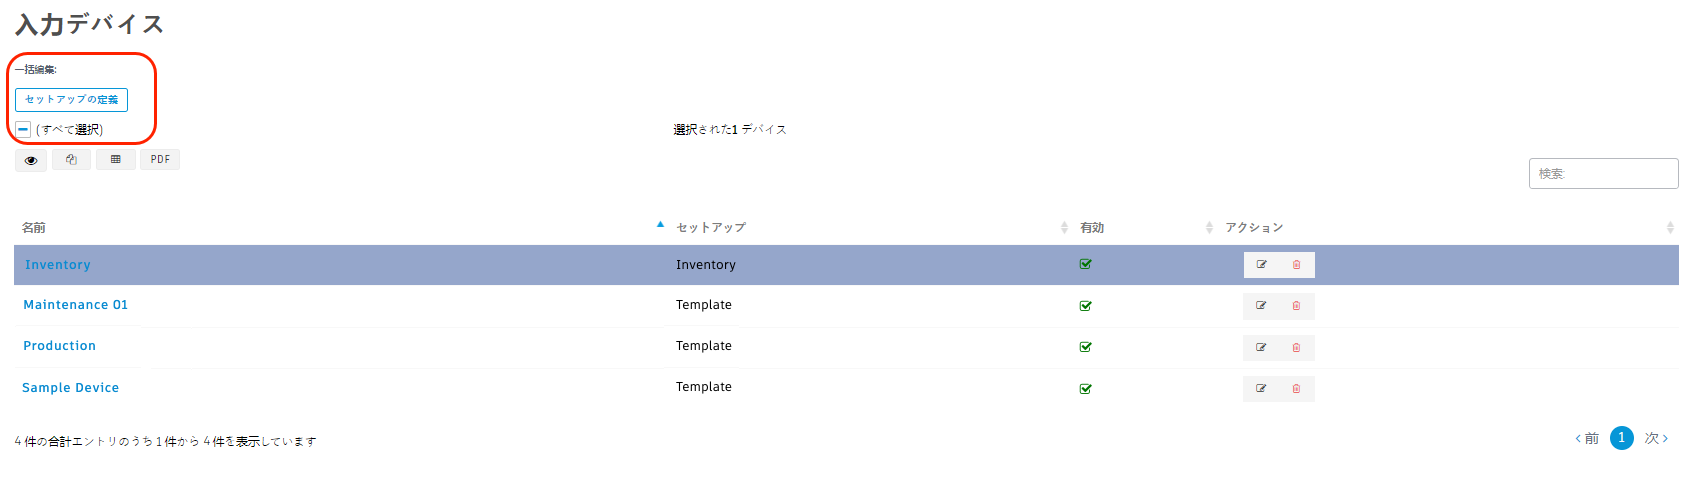 入力デバイス
一括編集:
セットアップの定義
(すべて選択)
選択された1 デバイス
PDF
検索:
名前 セットアップ 有効 アクション
Inventory Inventory
Maintenance 01 Template
Production Template
Sample Device Template
4 件の合計エントリのうち 1 件から 4 件を表示しています
‹ 前 1 次 ›